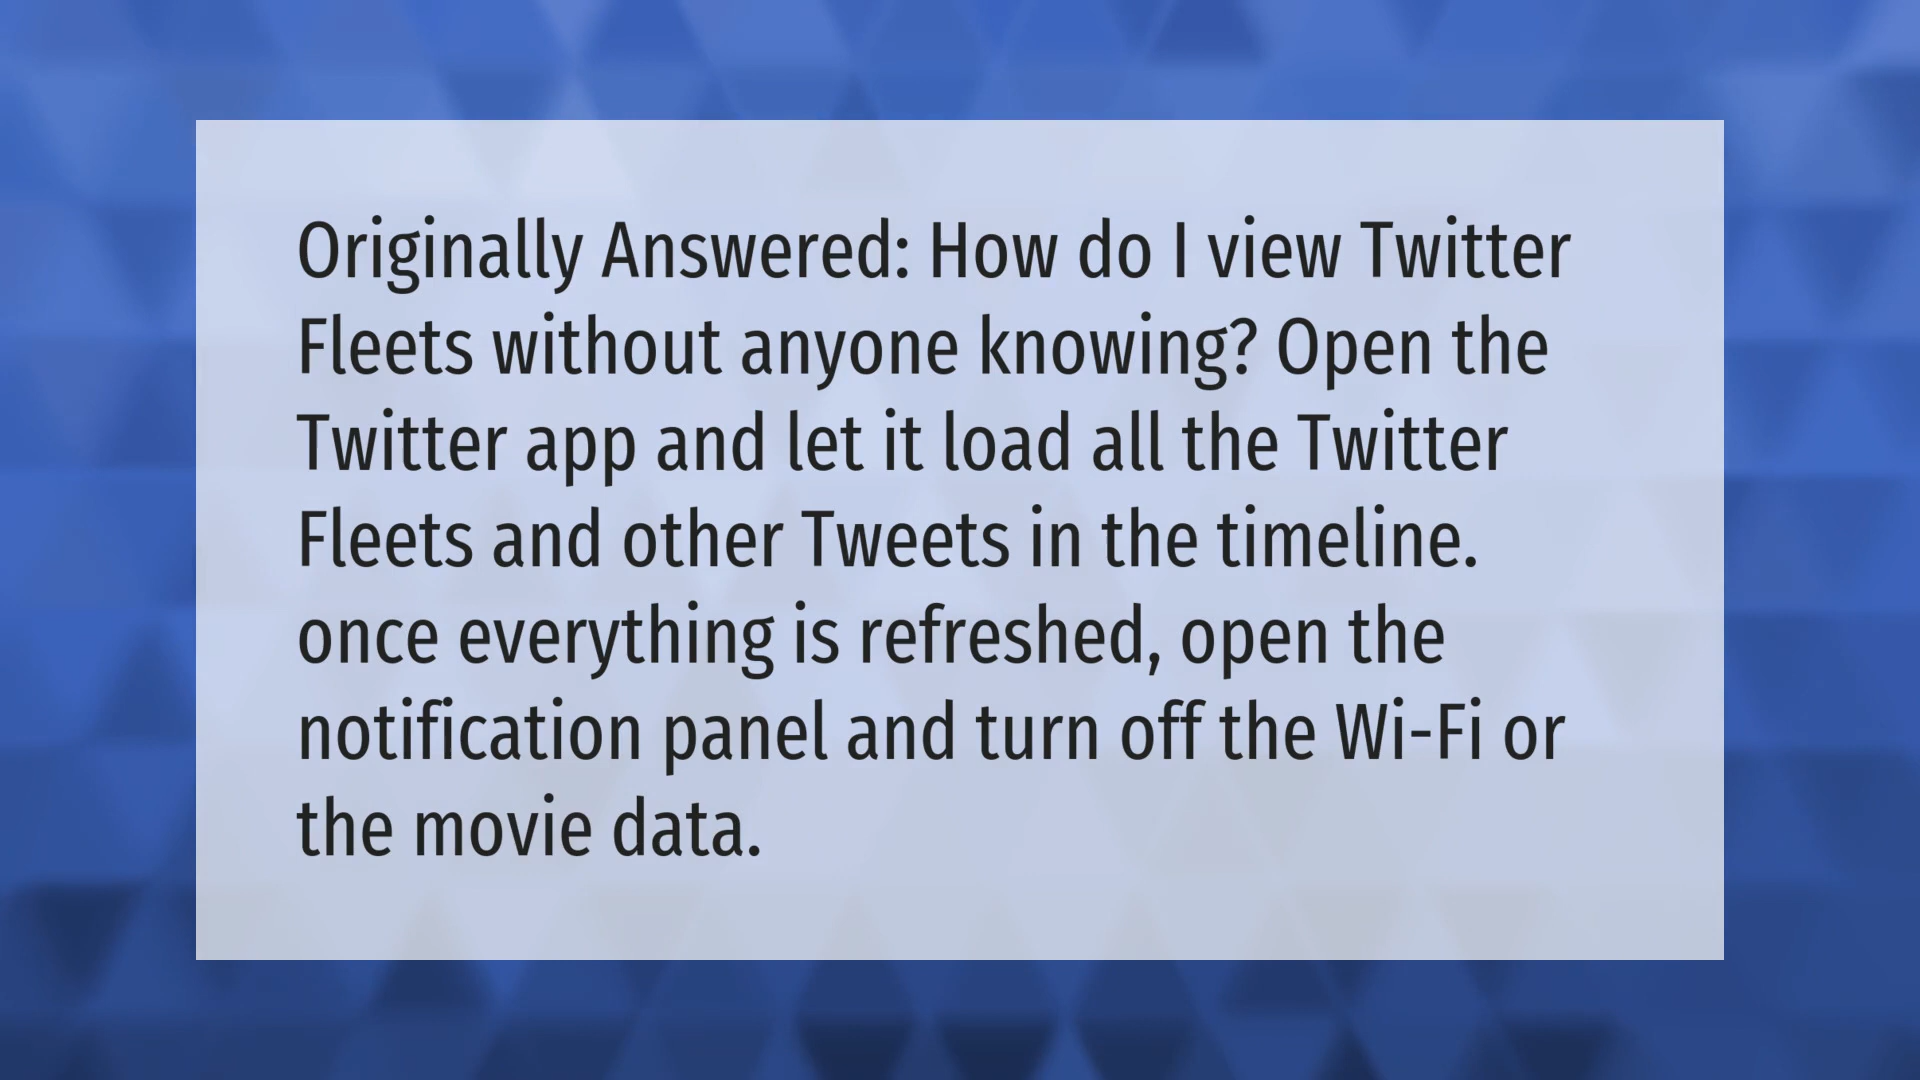 Originally Answered: How do I view Twitter
Fleets without anyone knowing? Open the
Twitter app and let it load all the Twitter
Fleets and other Tweets in the timeline.
once everything is refreshed, open the
notification panel and turn off the Wi-Fi or
the movie data.